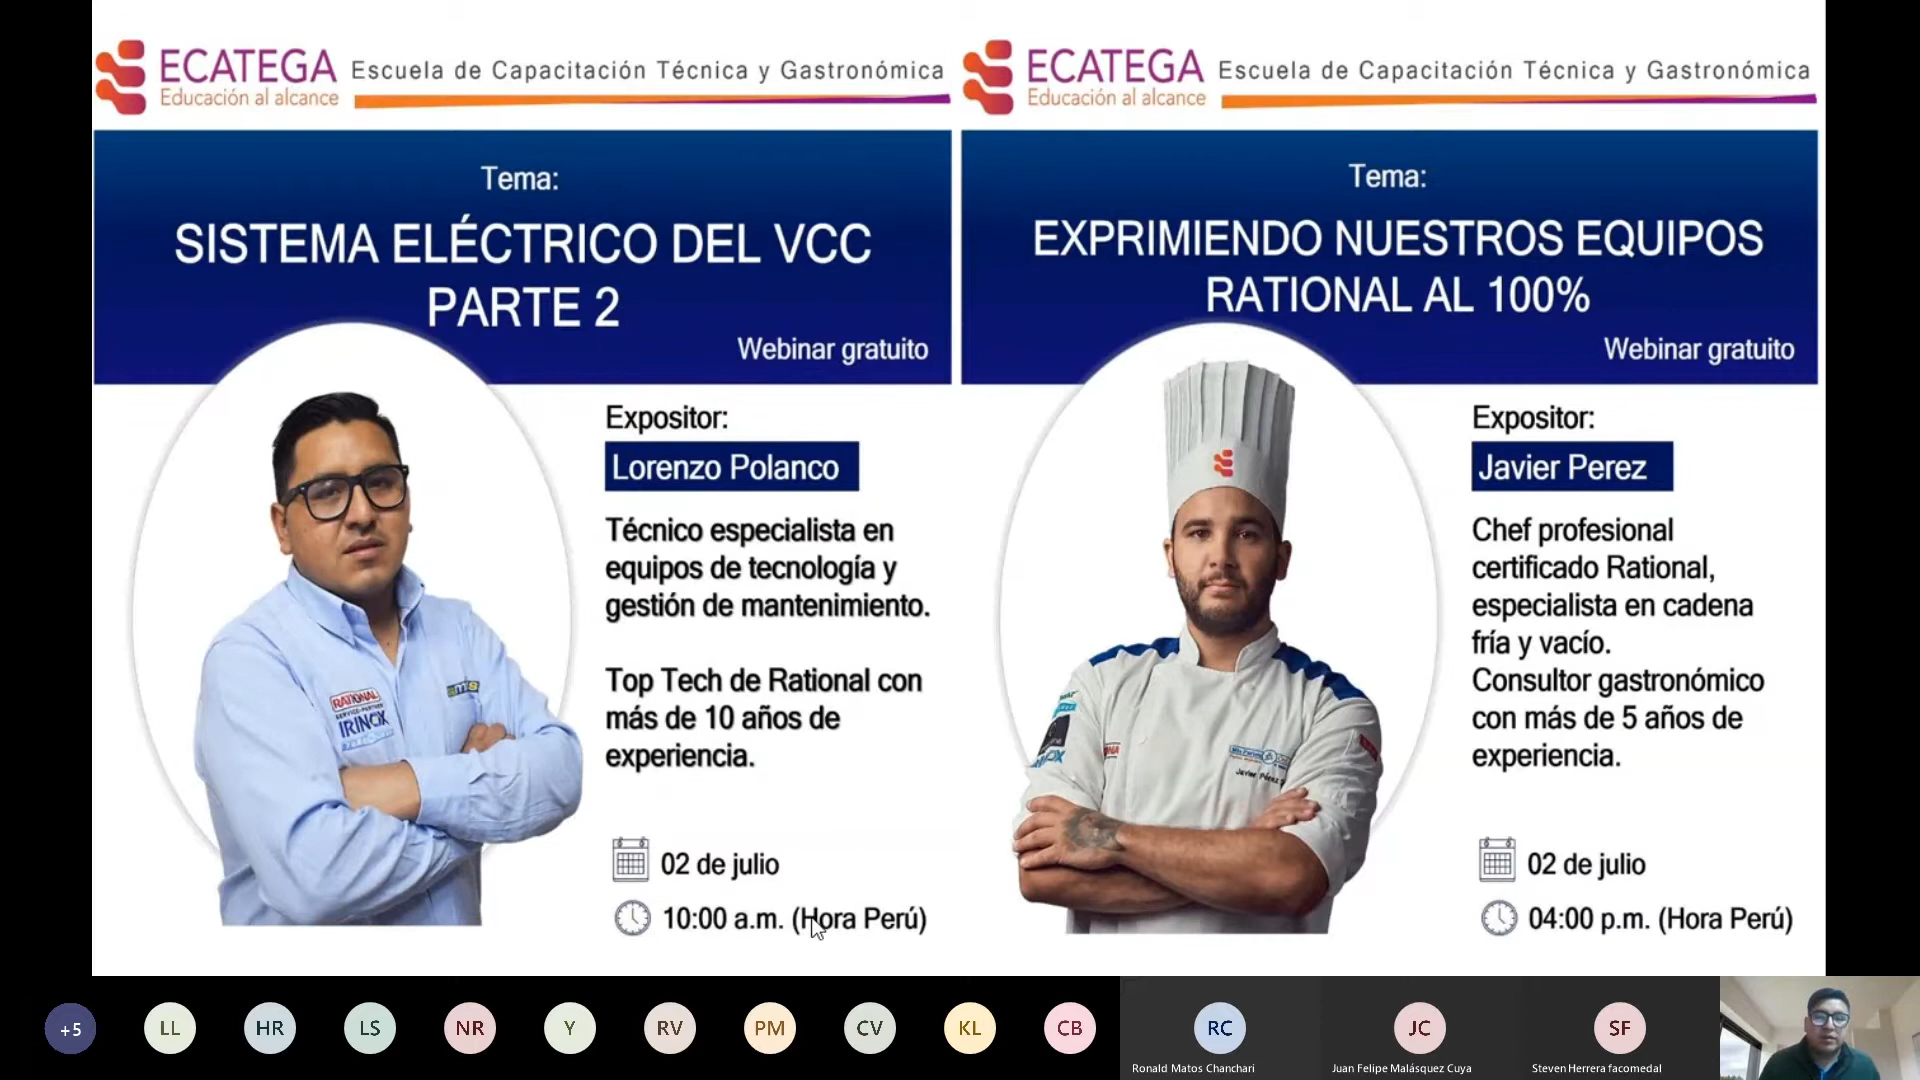 ECATEGA
Educación al alcance
Escuela de Capacitación Técnica y Gastronómica
Tema:
SISTEMA ELÉCTRICO DEL VCC
PARTE 2
Webinar gratuito
Expositor:
Lorenzo Polanco
Técnico especialista en
equipos de tecnología y
gestión de mantenimiento.
Top Tech de Rational con
más de 10 años de
experiencia.
RATIONAL
SERVICE-PARTNER
IRINOX
02 de julio
10:00 a.m. (Hora Perú)
ECATEGA
Educación al alcance
Escuela de Capacitación Técnica y Gastronómica
Tema:
EXPRIMIENDO NUESTROS EQUIPOS
RATIONAL AL 100%
Webinar gratuito
Expositor:
Javier Perez
Chef profesional
certificado Rational,
especialista en cadena
fría y vacío.
Consultor gastronómico
con más de 5 años de
experiencia.
Javier Pérez
02 de julio
04:00 p.m. (Hora Perú)
+5
LL
HR
LS
NR
Y
RV
PM
CV
KL
CB
RC
JC
SF
Ronald Matos Chanchari
Juan Felipe Malásquez Cuya
Steven Herrera facomedal